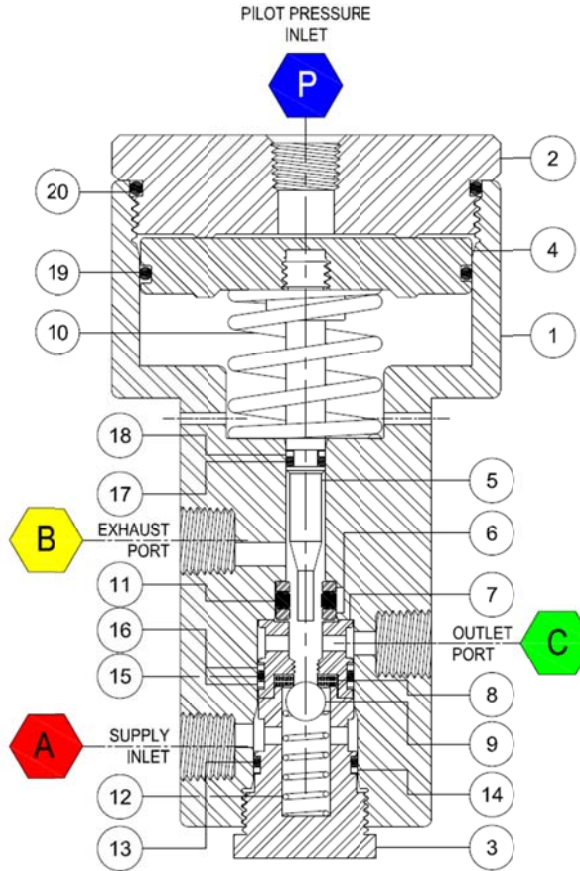 PILOT PRESSURE
INLET
P
2
20
4
19
10
1
18
5
17
6
B
EXHAUST
PORT
11
7
16
C
OUTLET
PORT
15
8
9
A
SUPPLY
INLET
12
14
13
3